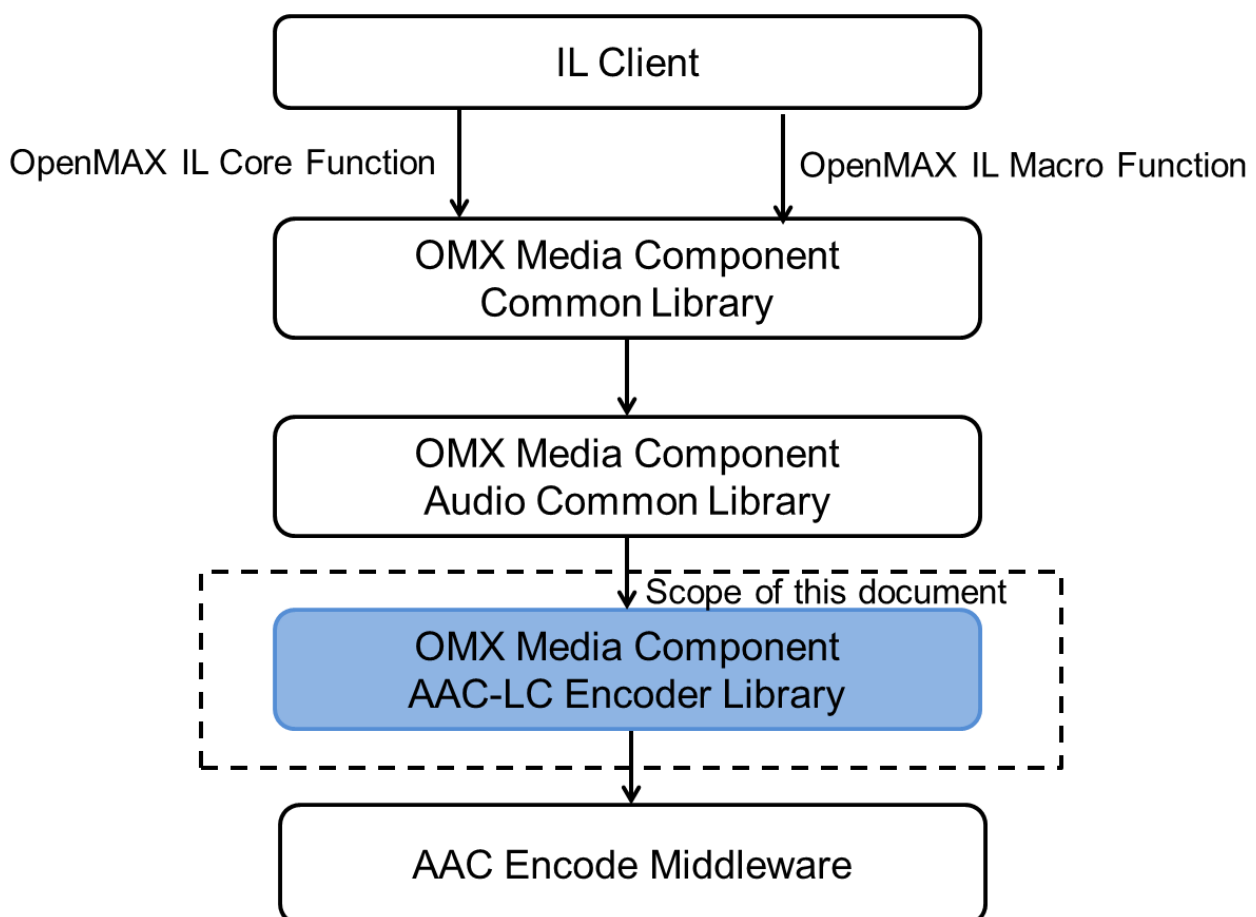 IL Client
OpenMAX IL Core Function
OpenMAX IL Macro Function
OMX Media Component
Common Library
OMX Media Component
Audio Common Library
Scope of this document
OMX Media Component
AAC-LC Encoder Library
AAC Encode Middleware